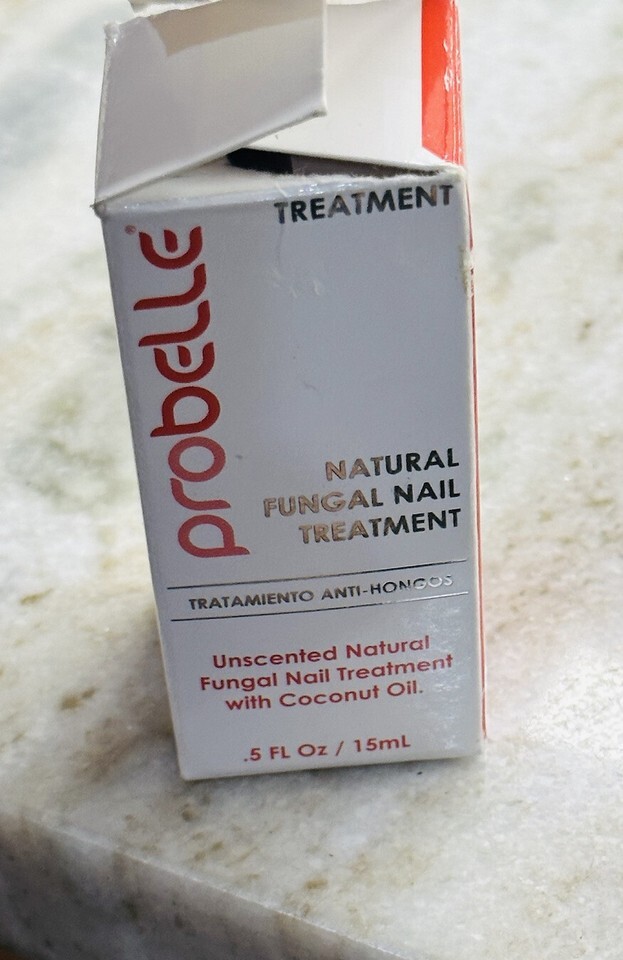 TREATMENT
probelle®
NATURAL
FUNGAL NAIL
TREATMENT
TRATAMIENTO ANTI-HONGOS
Unscented Natural
Fungal Nail Treatment
with Coconut Oil.
.5 FL Oz / 15mL